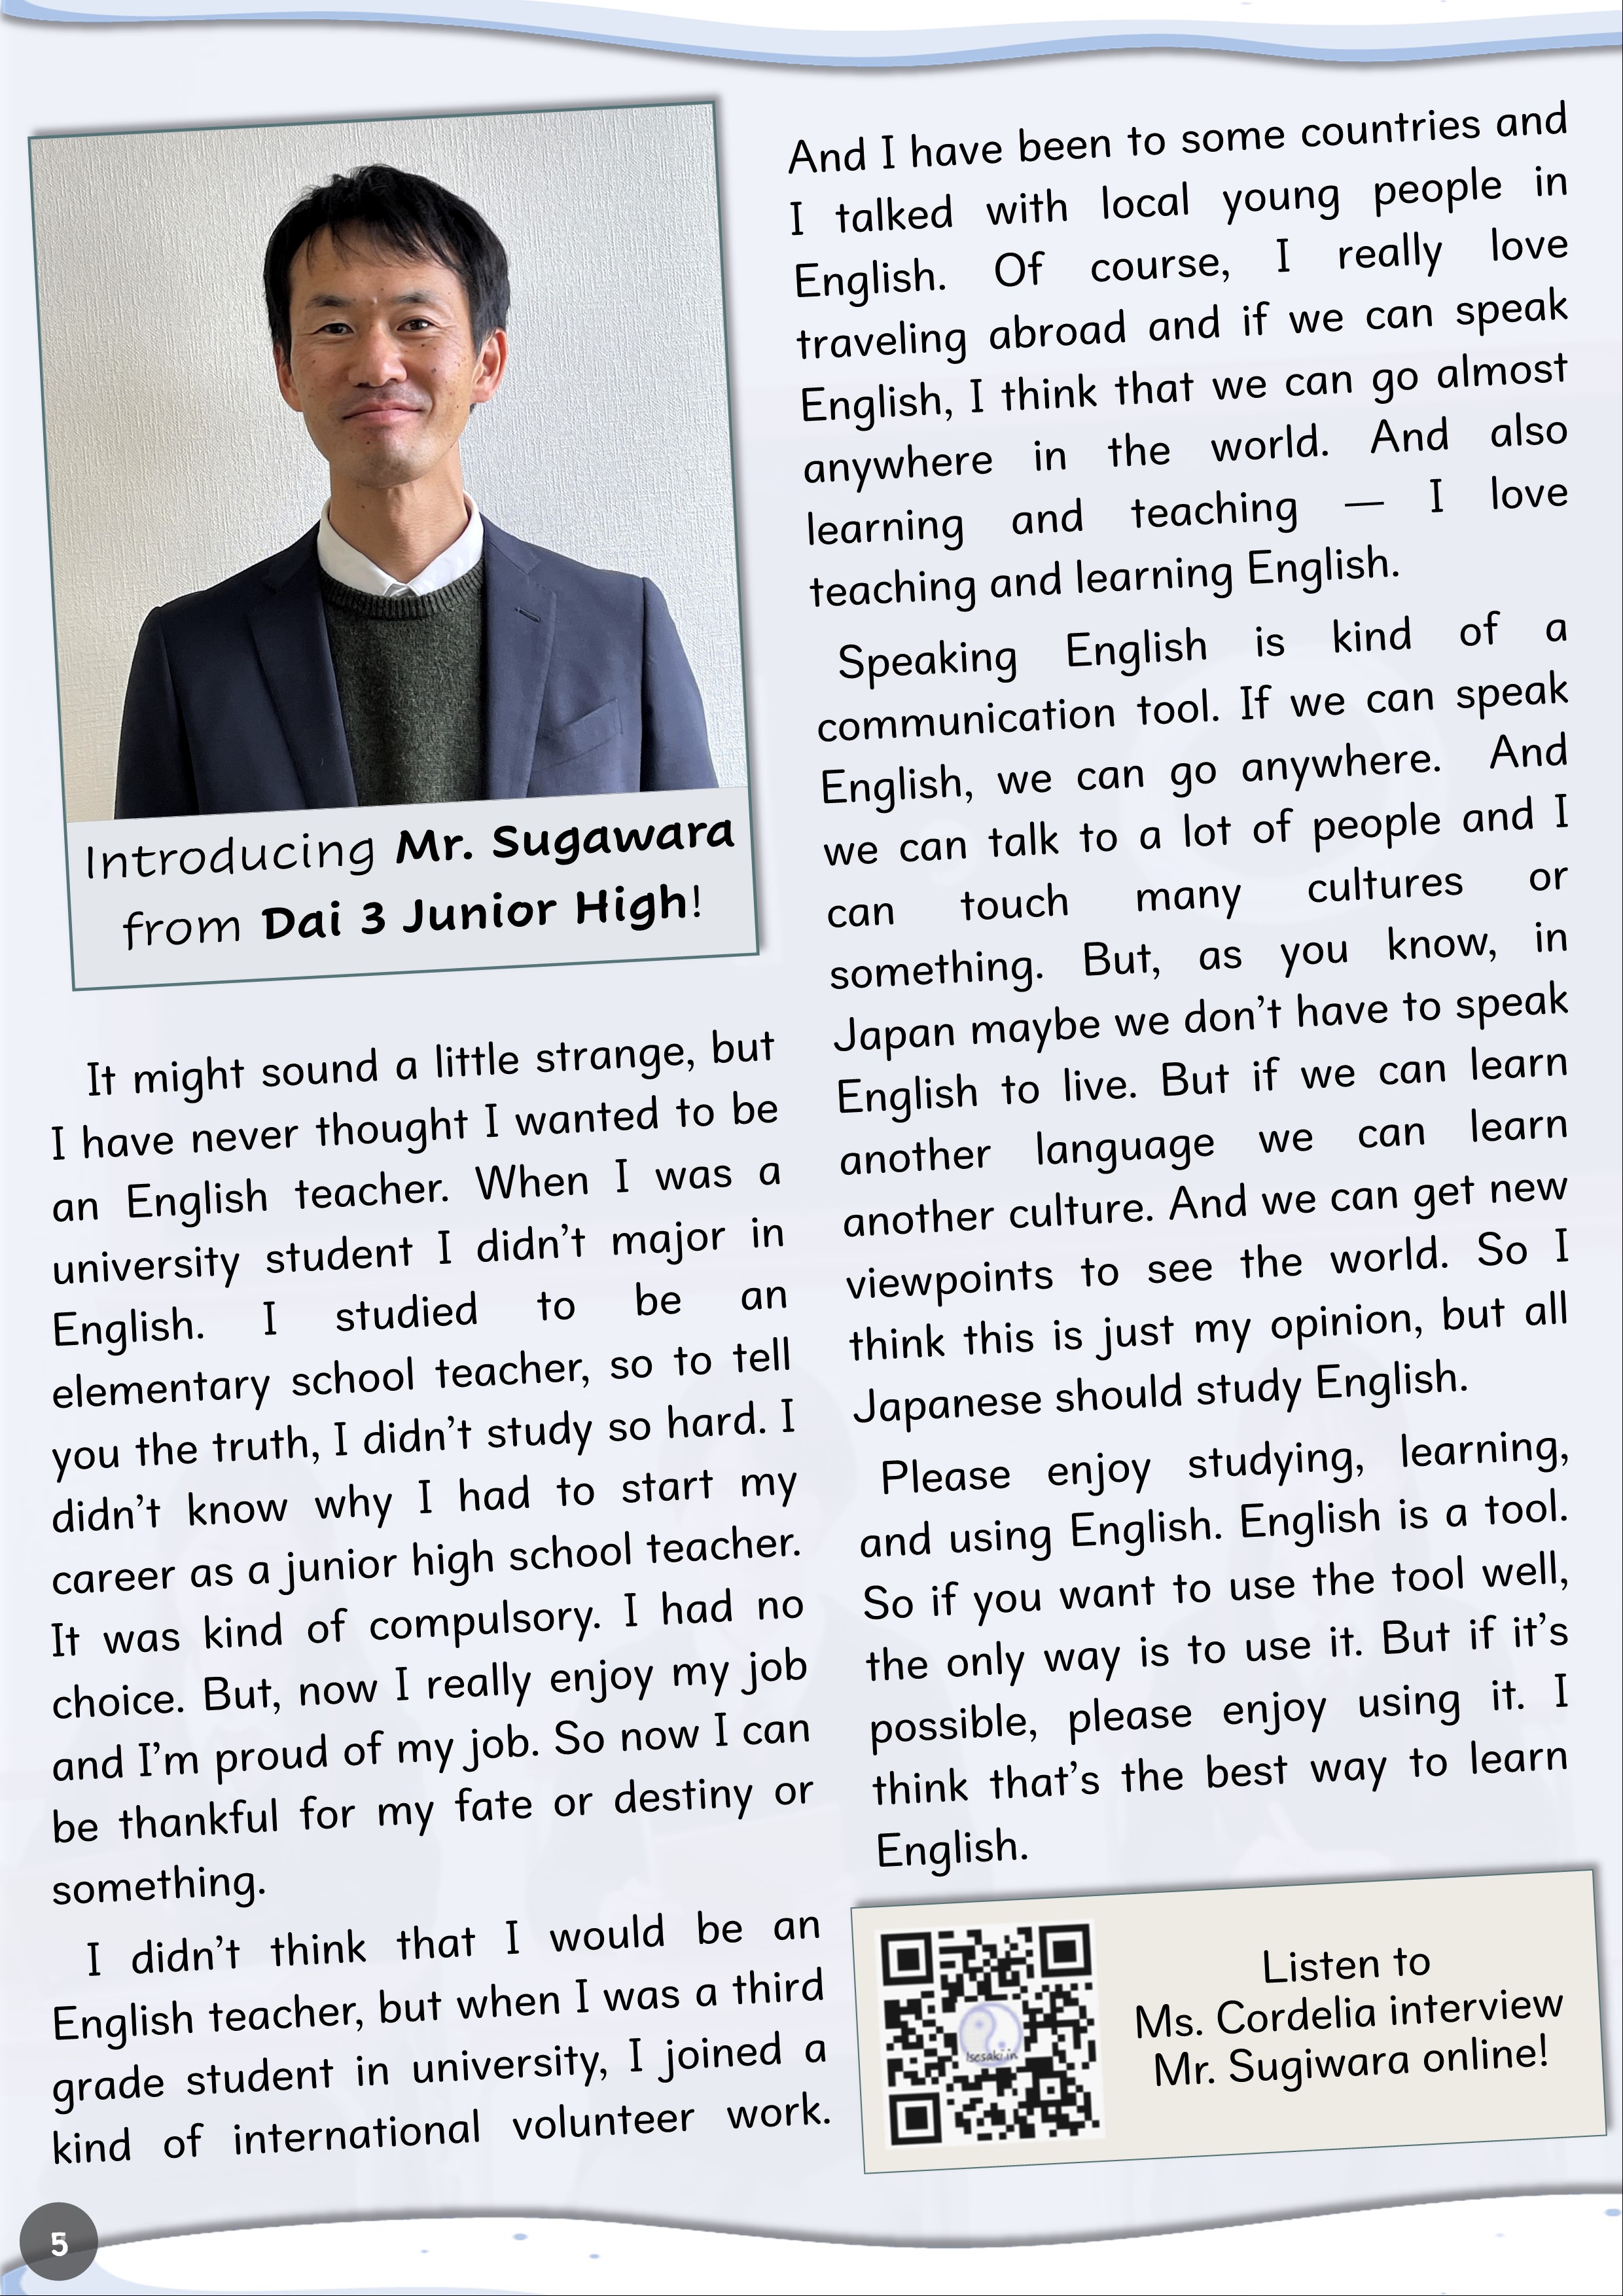 Introducing Mr. Sugawara
from Dai 3 Junior High!
It might sound a little strange, but
I have never thought I wanted to be
an English teacher. When I was a
university student I didn't major in
English. I studied to be an
elementary school teacher, so to tell
you the truth, I didn't study so hard. I
didn't know why I had to start my
career as a junior high school teacher.
It was kind of compulsory. I had no
choice. But, now I really enjoy my job
and I'm proud of my job. So now I can
be thankful for my fate or destiny or
something.
I didn't think that I would be an
English teacher, but when I was a third
grade student in university, I joined a
kind of international volunteer work.
And I have been to some countries and
I talked with local young people in
English. Of course, I really love
traveling abroad and if we can speak
English, I think that we can go almost
anywhere in the world. And also
learning and teaching — I love
teaching and learning English.
Speaking English is kind of a
communication tool. If we can speak
English, we can go anywhere. And
we can talk to a lot of people and I
can touch many cultures or
something. But, as you know, in
Japan maybe we don't have to speak
English to live. But if we can learn
another language we can learn
another culture. And we can get new
viewpoints to see the world. So I
think this is just my opinion, but all
Japanese should study English.
Please enjoy studying, learning,
and using English. English is a tool.
So if you want to use the tool well,
the only way is to use it. But if it's
possible, please enjoy using it. I
think that's the best way to learn
English.
Isesaki.in
Listen to
Ms. Cordelia interview
Mr. Sugiwara online!
5